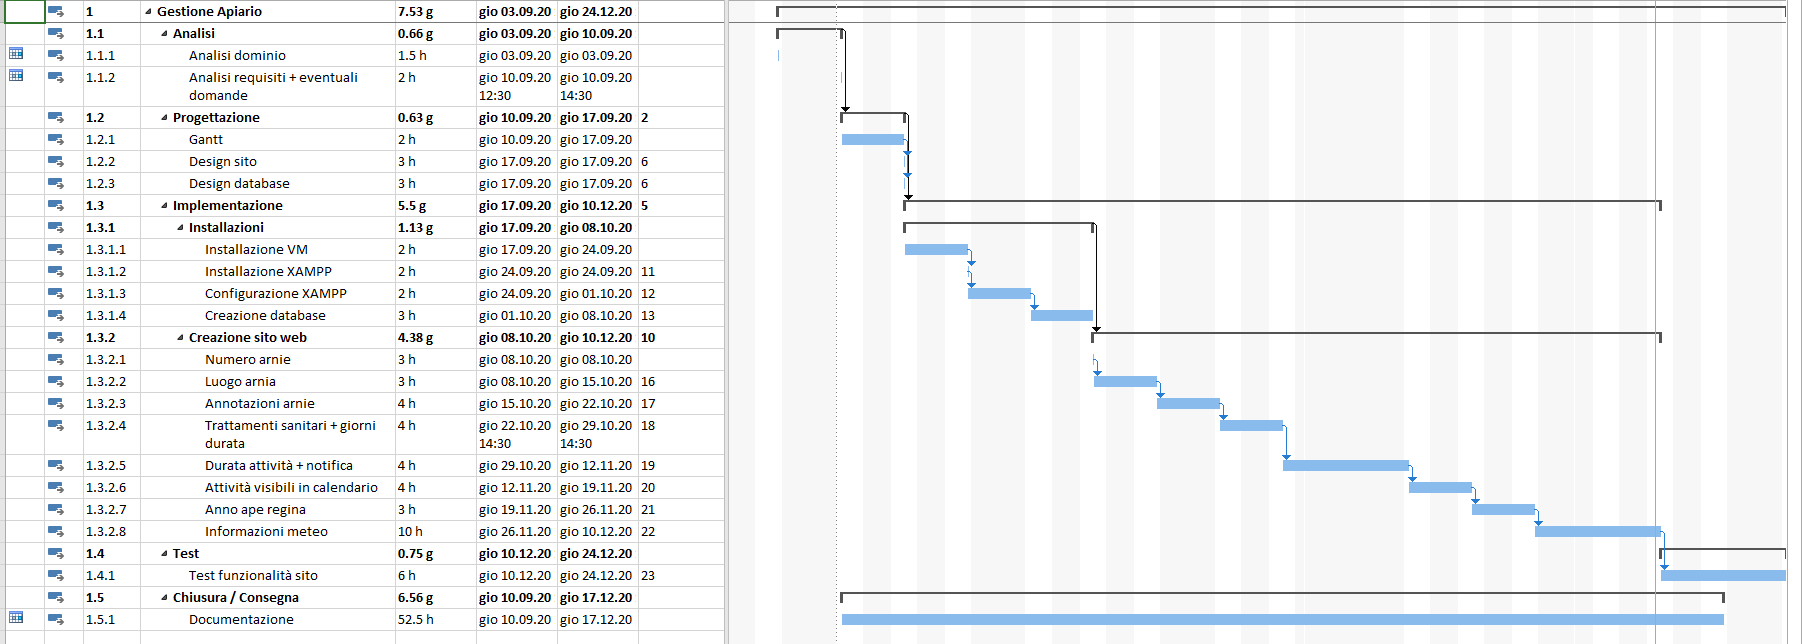 1 Gestione Apiario 7.53 g gio 03.09.20 gio 24.12.20
1.1 Analisi 0.66 g gio 03.09.20 gio 10.09.20
1.1.1 Analisi dominio 1.5 h gio 03.09.20 gio 03.09.20
1.1.2 Analisi requisiti + eventuali 2 h gio 10.09.20 gio 10.09.20
domande 12:30 14:30
1.2 Progettazione 0.63 g gio 10.09.20 gio 17.09.20 2
1.2.1 Gantt 2 h gio 10.09.20 gio 17.09.20
1.2.2 Design sito 3 h gio 17.09.20 gio 17.09.20 6
1.2.3 Design database 3 h gio 17.09.20 gio 17.09.20 6
1.3 Implementazione 5.5 g gio 17.09.20 gio 10.12.20 5
1.3.1 Installazioni 1.13 g gio 17.09.20 gio 08.10.20
1.3.1.1 Installazione VM 2 h gio 17.09.20 gio 24.09.20
1.3.1.2 Installazione XAMPP 2 h gio 24.09.20 gio 24.09.20 11
1.3.1.3 Configurazione XAMPP 2 h gio 24.09.20 gio 01.10.20 12
1.3.1.4 Creazione database 3 h gio 01.10.20 gio 08.10.20 13
1.3.2 Creazione sito web 4.38 g gio 08.10.20 gio 10.12.20 10
1.3.2.1 Numero arnie 3 h gio 08.10.20 gio 08.10.20
1.3.2.2 Luogo arnia 3 h gio 08.10.20 gio 15.10.20 16
1.3.2.3 Annotazioni arnie 4 h gio 15.10.20 gio 22.10.20 17
1.3.2.4 Trattamenti sanitari + giorni 4 h gio 22.10.20 gio 29.10.20 18
durata 14:30 14:30
1.3.2.5 Durata attività + notifica 4 h gio 29.10.20 gio 12.11.20 19
1.3.2.6 Attività visibili in calendario 4 h gio 12.11.20 gio 19.11.20 20
1.3.2.7 Anno ape regina 3 h gio 19.11.20 gio 26.11.20 21
1.3.2.8 Informazioni meteo 10 h gio 26.11.20 gio 10.12.20 22
1.4 Test 0.75 g gio 10.12.20 gio 24.12.20
1.4.1 Test funzionalità sito 6 h gio 10.12.20 gio 24.12.20 23
1.5 Chiusura / Consegna 6.56 g gio 10.09.20 gio 17.12.20
1.5.1 Documentazione 52.5 h gio 10.09.20 gio 17.12.20